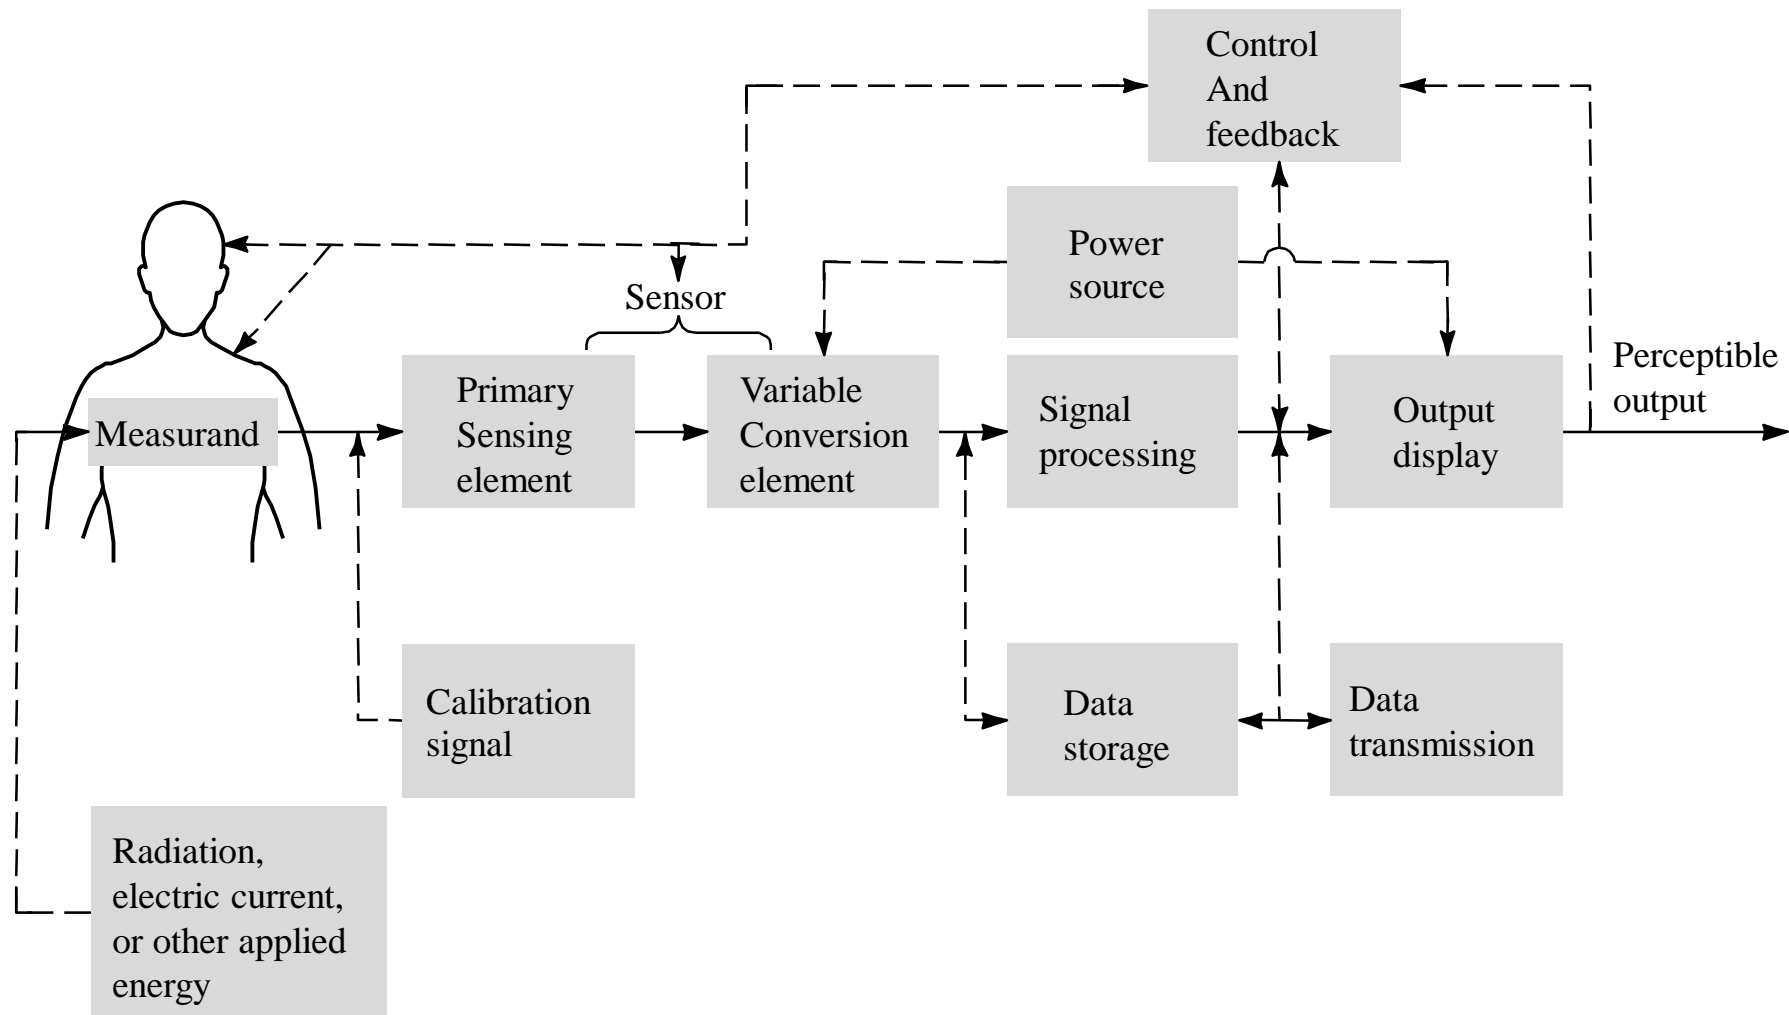 Control
And
feedback
Power
source
Sensor
Perceptible
output
Measurand
Primary
Sensing
element
Variable
Conversion
element
Signal
processing
Output
display
Calibration
signal
Data
storage
Data
transmission
Radiation,
electric current,
or other applied
energy